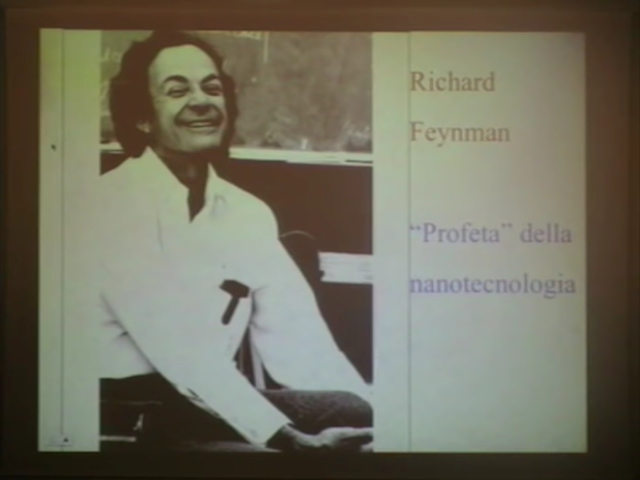 Richard
Feynman
“Profeta” della
nanotecnologia